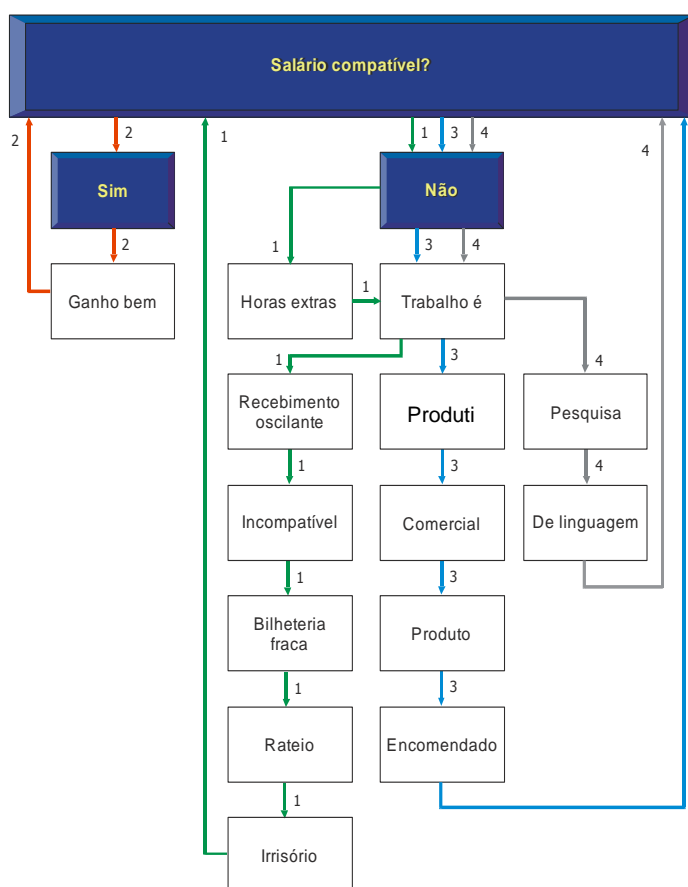 Salário compatível?
2
2
1
1
3
4
4
Sim
Não
2
3
4
1
Ganho bem
Horas extras
1
Trabalho é
1
3
4
Recebimento
oscilante
Produti
Pesquisa
1
3
4
Incompatível
Comercial
De linguagem
1
3
Bilheteria
fraca
Produto
1
3
Rateio
Encomendado
1
Irrisório